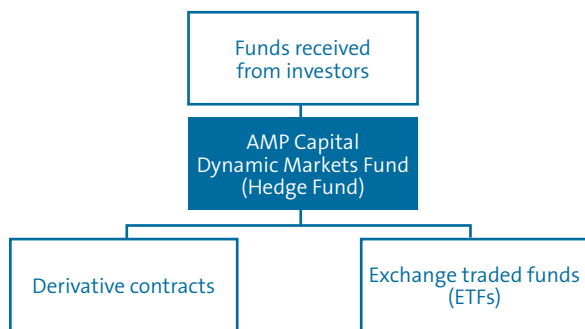 Funds received
from investors
AMP Capital
Dynamic Markets Fund
(Hedge Fund)
Derivative contracts
Exchange traded funds
(ETFs)